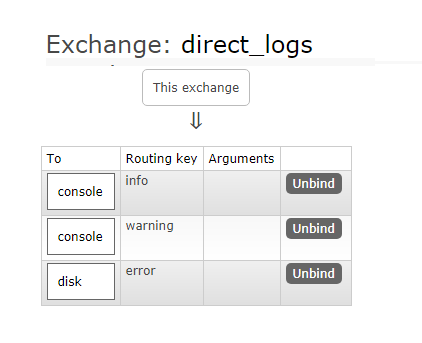 Exchange: direct_logs
This exchange
⇓
To Routing key Arguments
console info Unbind
console warning Unbind
disk error Unbind